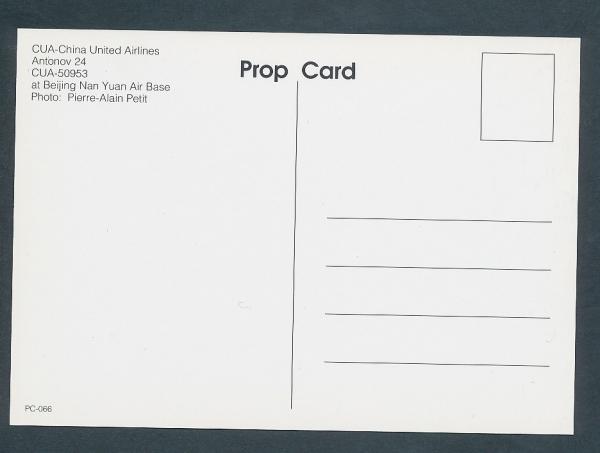 CUA-China United Airlines
Antonov 24
CUA-50953
at Beijing Nan Yuan Air Base
Photo: Pierre-Alain Petit
Prop Card
PC-066